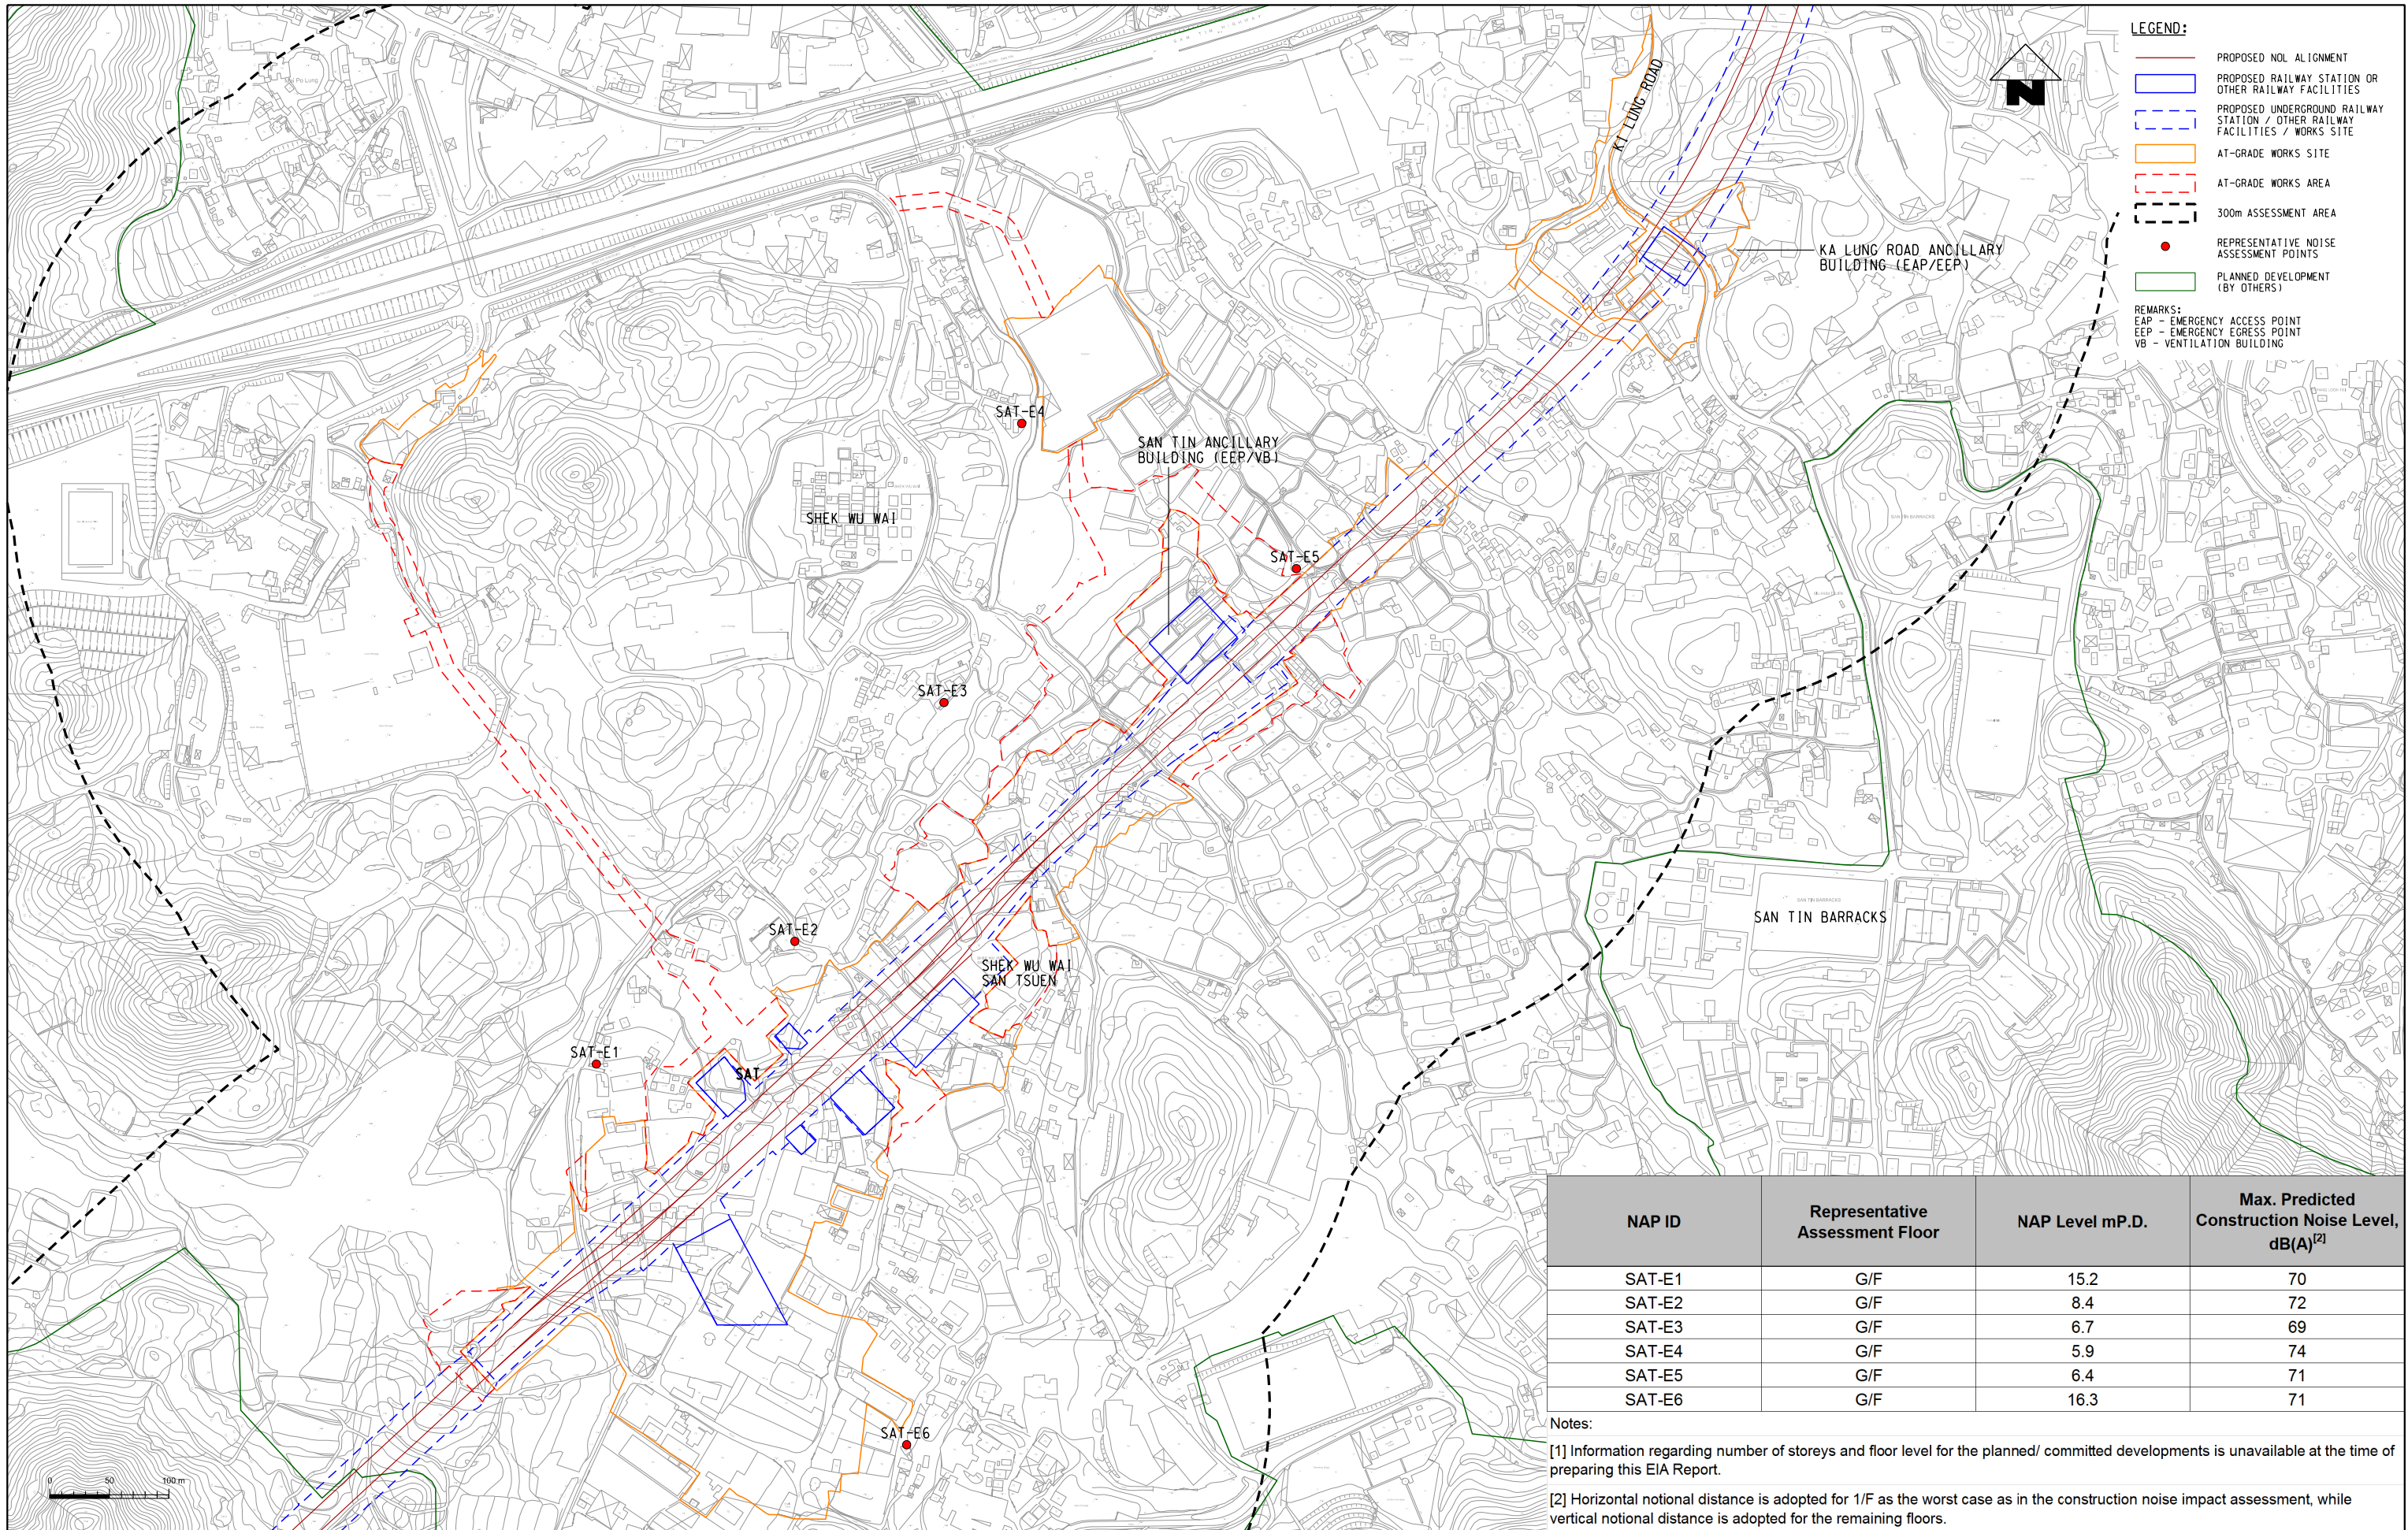 LEGEND:
PROPOSED NOL ALIGNMENT
PROPOSED RAILWAY STATION OR
OTHER RAILWAY FACILITIES
PROPOSED UNDERGROUND RAILWAY
STATION / OTHER RAILWAY
FACILITIES / WORKS SITE
AT-GRADE WORKS SITE
AT-GRADE WORKS AREA
300m ASSESSMENT AREA
REPRESENTATIVE NOISE
ASSESSMENT POINTS
PLANNED DEVELOPMENT
(BY OTHERS)
REMARKS:
EAP - EMERGENCY ACCESS POINT
EEP - EMERGENCY EGRESS POINT
VB - VENTILATION BUILDING
N
KI LUNG ROAD
KA LUNG ROAD ANCILLARY
BUILDING (EAP/EEP)
SAT-E4
SAN TIN ANCILLARY
BUILDING (EEP/VB)
SHEK WU WAI
SAT-E5
SAN TIN BARRACKS
SAT-E3
SAT-E2
SAN TIN BARRACKS
SAN TIN BARRACKS
SHEK WU WAI
SAN TSUEN
SAT-E1
SAT
SAT-E6
0 50 100 m
NAP ID Representative Assessment Floor NAP Level mP.D. Max. Predicted Construction Noise Level, dB(A)[2]
SAT-E1 G/F 15.2 70
SAT-E2 G/F 8.4 72
SAT-E3 G/F 6.7 69
SAT-E4 G/F 5.9 74
SAT-E5 G/F 6.4 71
SAT-E6 G/F 16.3 71
Notes:
[1] Information regarding number of storeys and floor level for the planned/ committed developments is unavailable at the time of
preparing this EIA Report.
[2] Horizontal notional distance is adopted for 1/F as the worst case as in the construction noise impact assessment, while
vertical notional distance is adopted for the remaining floors.